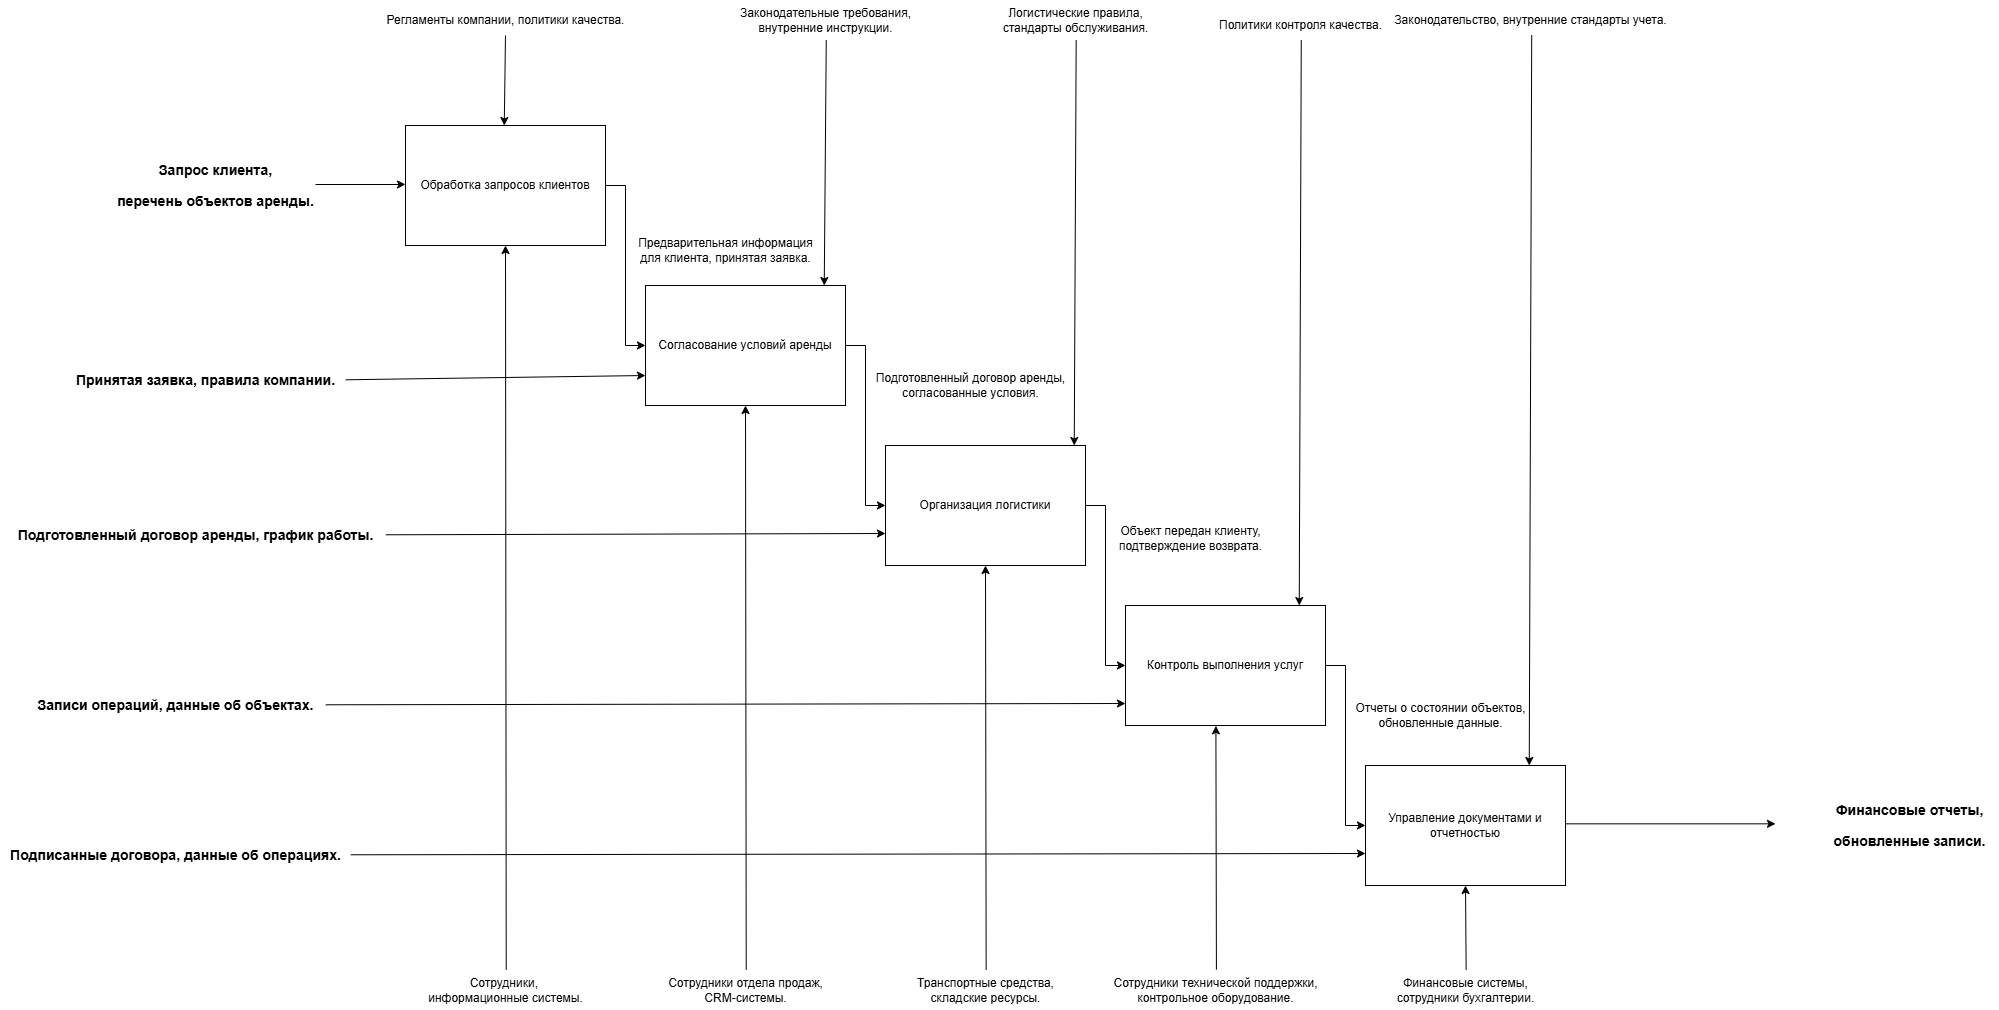 Регламенты компании, политики качества.
Законодательные требования,
внутренние инструкции.
Логистические правила,
стандарты обслуживания.
Политики контроля качества.
Законодательство, внутренние стандарты учета.
Запрос клиента,
перечень объектов аренды.
Обработка запросов клиентов
Предварительная информация
для клиента, принятая заявка.
Согласование условий аренды
Принятая заявка, правила компании.
Подготовленный договор аренды,
согласованные условия.
Организация логистики
Подготовленный договор аренды, график работы.
Объект передан клиенту,
подтверждение возврата.
Контроль выполнения услуг
Записи операций, данные об объектах.
Отчеты о состоянии объектов,
обновленные данные.
Управление документами и
отчетностью
Финансовые отчеты,
обновленные записи.
Подписанные договора, данные об операциях.
Сотрудники,
информационные системы.
Сотрудники отдела продаж,
CRM-системы.
Транспортные средства,
складские ресурсы.
Сотрудники технической поддержки,
контрольное оборудование.
Финансовые системы,
сотрудники бухгалтерии.